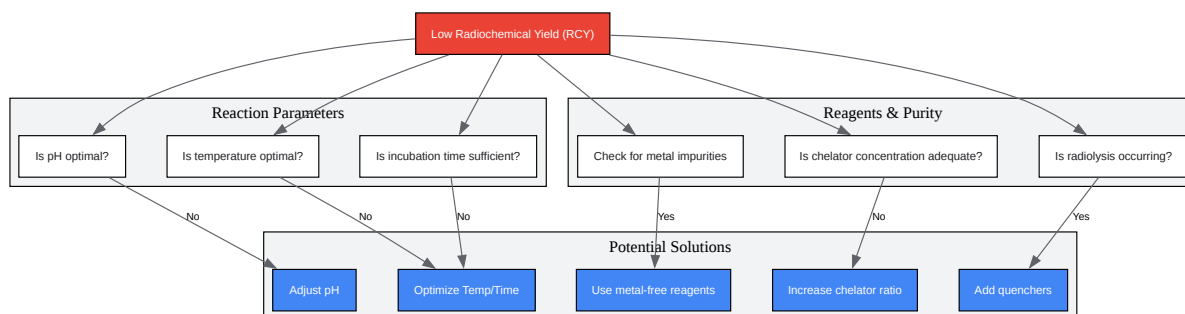 Low Radiochemical Yield (RCY)
Reaction Parameters
Reagents & Purity
Is pH optimal?
Is temperature optimal?
Is incubation time sufficient?
Check for metal impurities
Is chelator concentration adequate?
Is radiolysis occurring?
No
No
No
Yes
No
Yes
Potential Solutions
Adjust pH
Optimize Temp/Time
Use metal-free reagents
Increase chelator ratio
Add quenchers